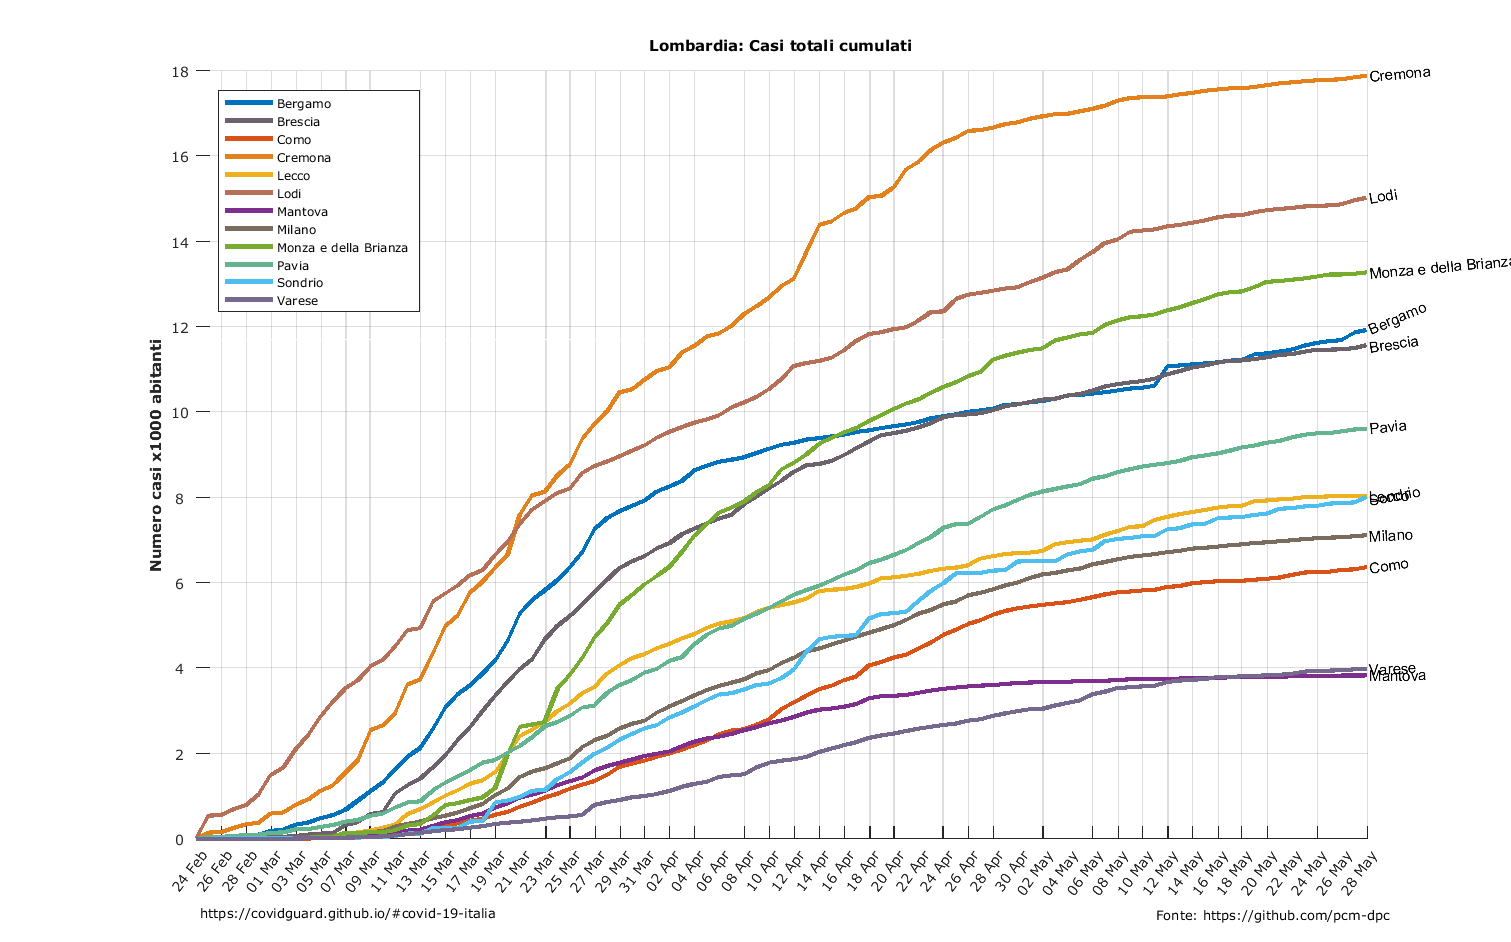 Lombardia: Casi totali cumulati
Numero casi x1000 abitanti
18
16
14
12
10
8
6
4
2
0
Bergamo
Brescia
Como
Cremona
Lecco
Lodi
Mantova
Milano
Monza e della Brianza
Pavia
Sondrio
Varese
Cremona
Lodi
Monza e della Brianza
Bergamo
Brescia
Pavia
Lecco
Sondrio
Milano
Como
Varese
Mantova
24 Feb
26 Feb
28 Feb
01 Mar
03 Mar
05 Mar
07 Mar
09 Mar
11 Mar
13 Mar
15 Mar
17 Mar
19 Mar
21 Mar
23 Mar
25 Mar
27 Mar
29 Mar
31 Mar
02 Apr
04 Apr
06 Apr
08 Apr
10 Apr
12 Apr
14 Apr
16 Apr
18 Apr
20 Apr
22 Apr
24 Apr
26 Apr
28 Apr
30 Apr
02 May
04 May
06 May
08 May
10 May
12 May
14 May
16 May
18 May
20 May
22 May
24 May
26 May
28 May
https://covidguard.github.io/#covid-19-italia
Fonte: https://github.com/pcm-dpc